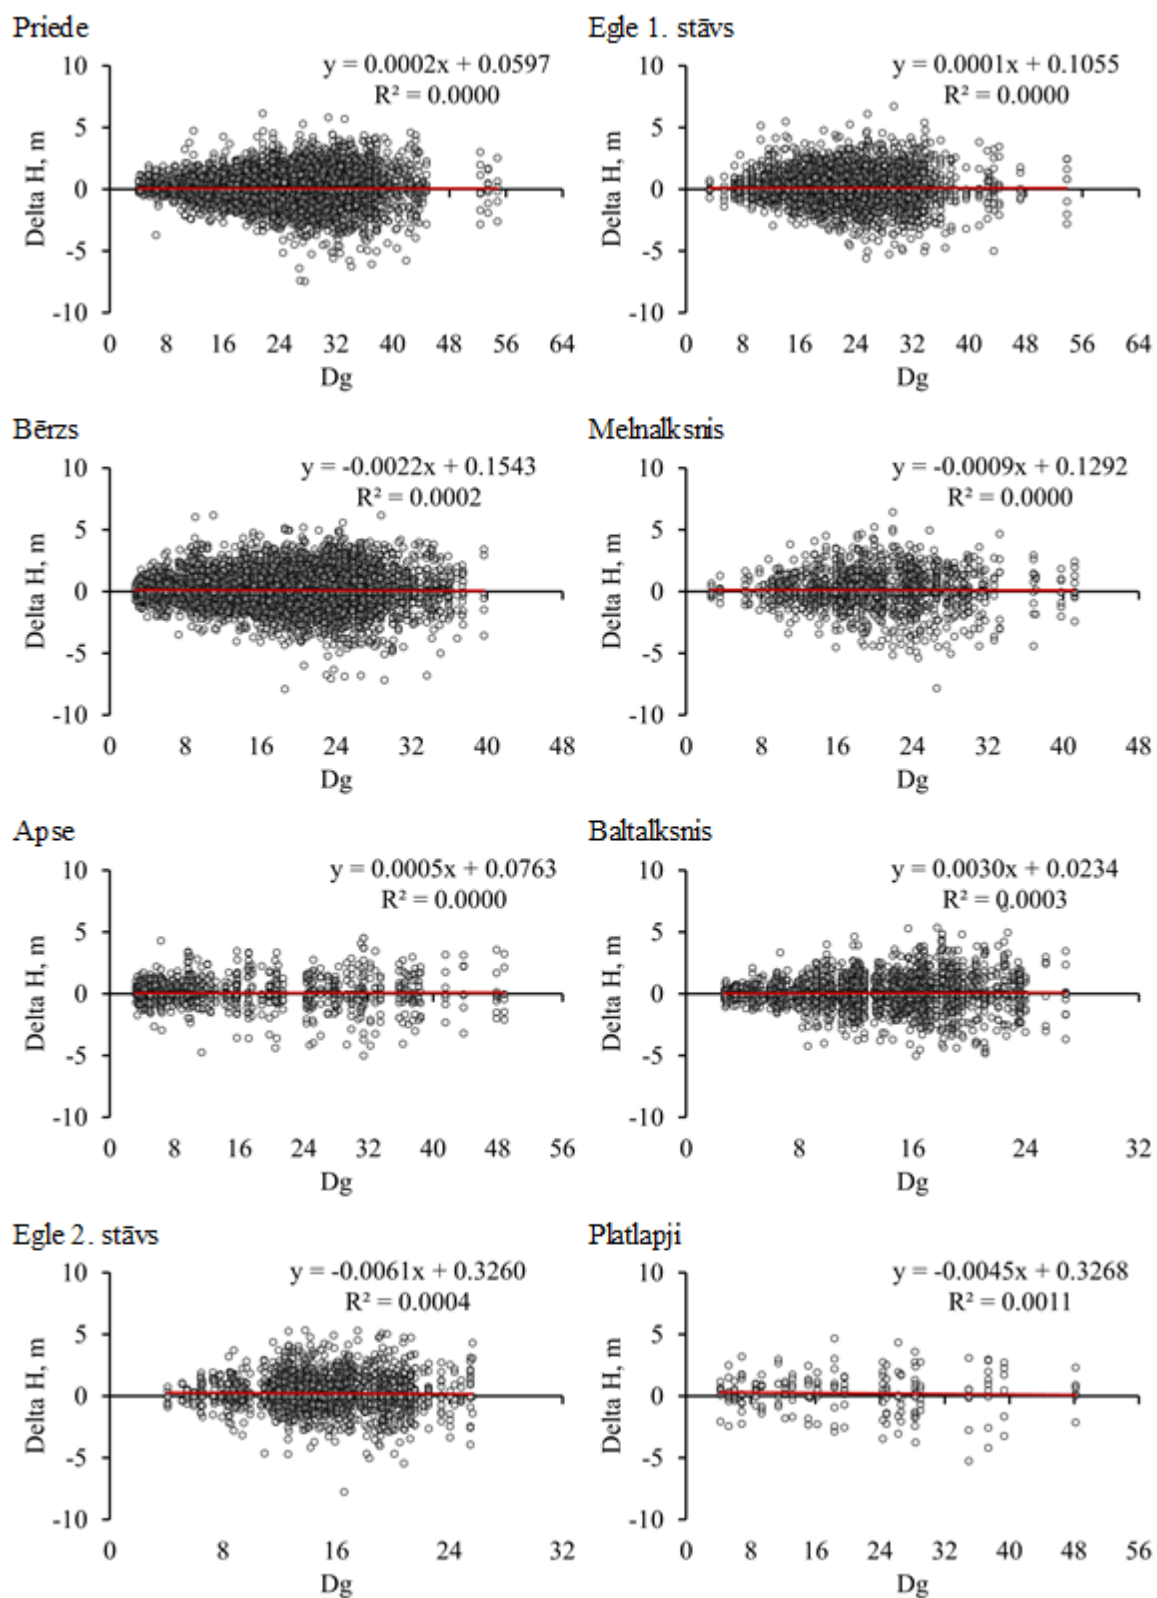 Priede
y = 0.0002x + 0.0597
R² = 0.0000
10
5
0
-5
-10
Delta H, m
0 8 16 24 32 40 48 56 64
Dg
Egle 1. stāvs
y = 0.0001x + 0.1055
R² = 0.0000
10
5
0
-5
-10
Delta H, m
0 8 16 24 32 40 48 56 64
Dg
Bērzs
y = -0.0022x + 0.1543
R² = 0.0002
10
5
0
-5
-10
Delta H, m
0 8 16 24 32 40 48
Dg
Melnalksnis
y = -0.0009x + 0.1292
R² = 0.0000
10
5
0
-5
-10
Delta H, m
0 8 16 24 32 40 48
Dg
Apse
y = 0.0005x + 0.0763
R² = 0.0000
10
5
0
-5
-10
Delta H, m
0 8 16 24 32 40 48 56
Dg
Baltalksnis
y = 0.0030x + 0.0234
R² = 0.0003
10
5
0
-5
-10
Delta H, m
0 8 16 24 32
Dg
Egle 2. stāvs
y = -0.0061x + 0.3260
R² = 0.0004
10
5
0
-5
-10
Delta H, m
0 8 16 24 32
Dg
Platlapji
y = -0.0045x + 0.3268
R² = 0.0011
10
5
0
-5
-10
Delta H, m
0 8 16 24 32 40 48 56
Dg